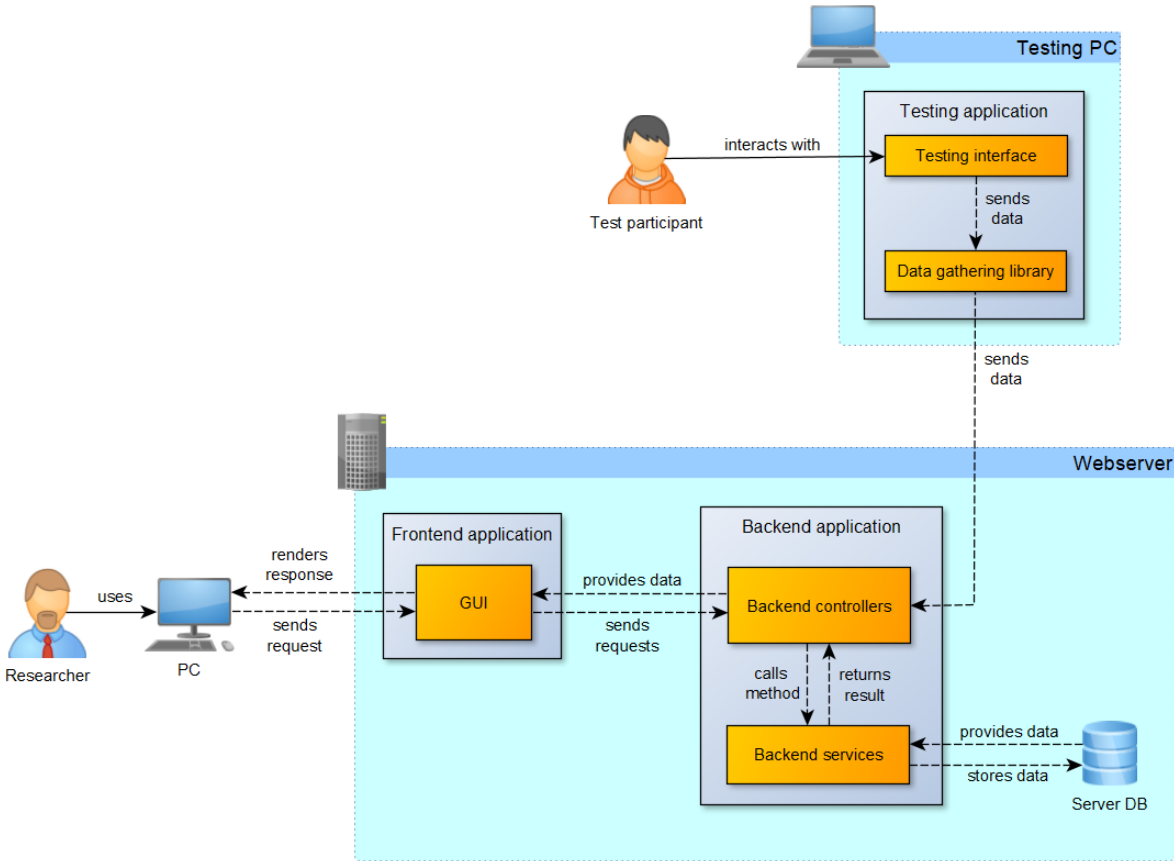 Testing PC
Testing application
interacts with
Testing interface
sends
data
Test participant
Data gathering library
sends
data
Webserver
Frontend application
Backend application
renders
response
provides data
uses
GUI
Backend controllers
sends
request
sends
requests
Researcher
PC
calls
method
returns
result
provides data
Backend services
stores data
Server DB